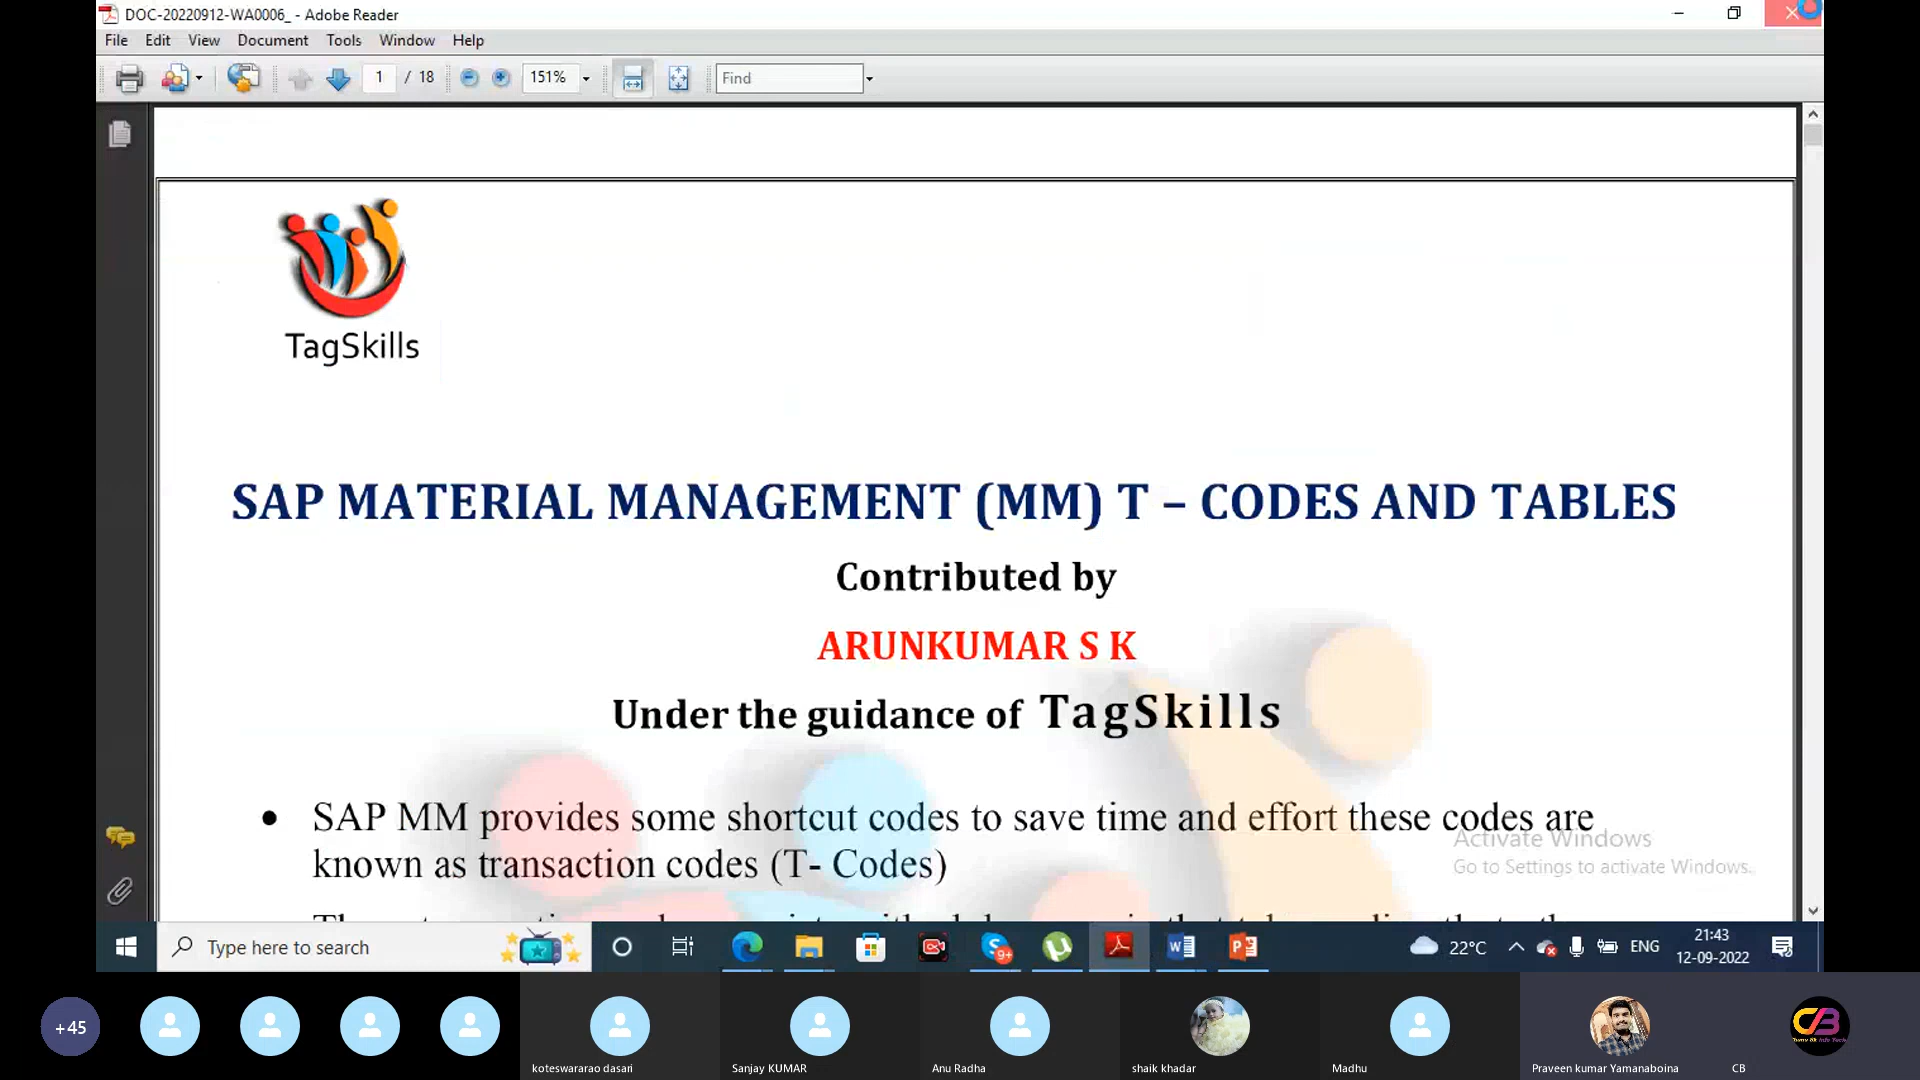 DOC-20220912-WA0006_ - Adobe Reader
File Edit View Document Tools Window Help
1 / 18 151% Find
TagSkills
SAP MATERIAL MANAGEMENT (MM) T – CODES AND TABLES
Contributed by
ARUNKUMAR S K
Under the guidance of TagSkills
• SAP MM provides some shortcut codes to save time and effort these codes are
known as transaction codes (T- Codes)
Activate Windows
Go to Settings to activate Windows.
Type here to search
9+
22°C
ENG
21:43
12-09-2022
+45
koteswararao dasari
Sanjay KUMAR
Anu Radha
shaik khadar
Madhu
Praveen kumar Yamanaboina
CB